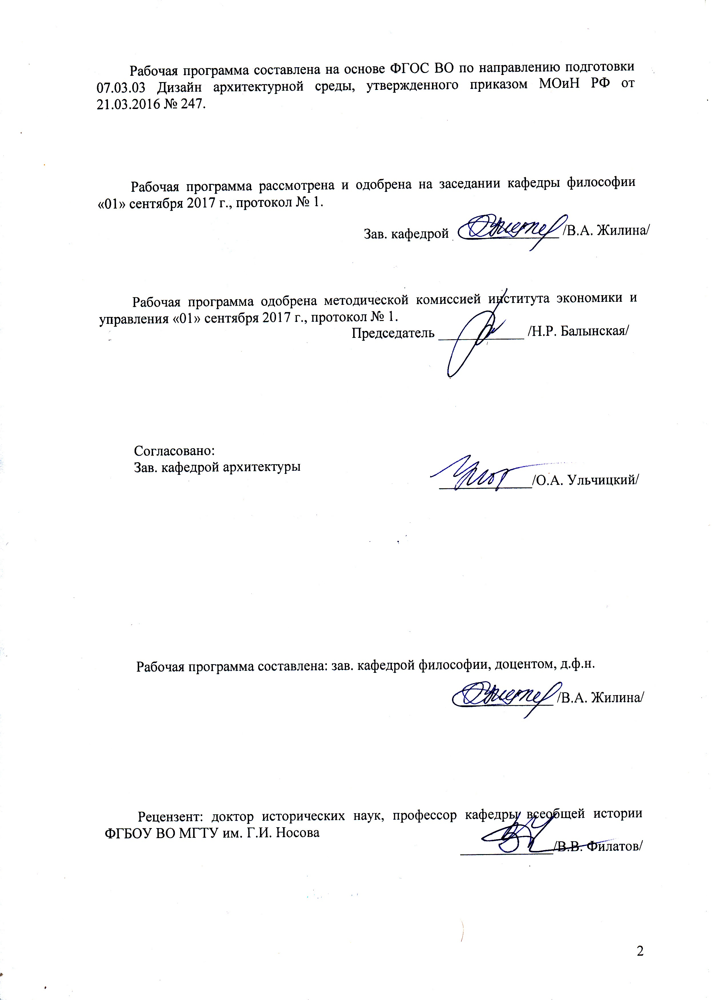 Рабочая программа составлена на основе ФГОС ВО по направлению подготовки
07.03.03 Дизайн архитектурной среды, утвержденного приказом МОиН РФ от
21.03.2016 № 247.
Рабочая программа рассмотрена и одобрена на заседании кафедры философии
«01» сентября 2017 г., протокол № 1.
Зав. кафедрой /В.А. Жилина/
Рабочая программа одобрена методической комиссией института экономики и
управления «01» сентября 2017 г., протокол № 1.
Председатель /Н.Р. Балынская/
Согласовано:
Зав. кафедрой архитектуры
/О.А. Ульчицкий/
Рабочая программа составлена: зав. кафедрой философии, доцентом, д.ф.н.
/В.А. Жилина/
Рецензент: доктор исторических наук, профессор кафедры всеобщей истории
ФГБОУ ВО МГТУ им. Г.И. Носова
/В.В. Филатов/
2